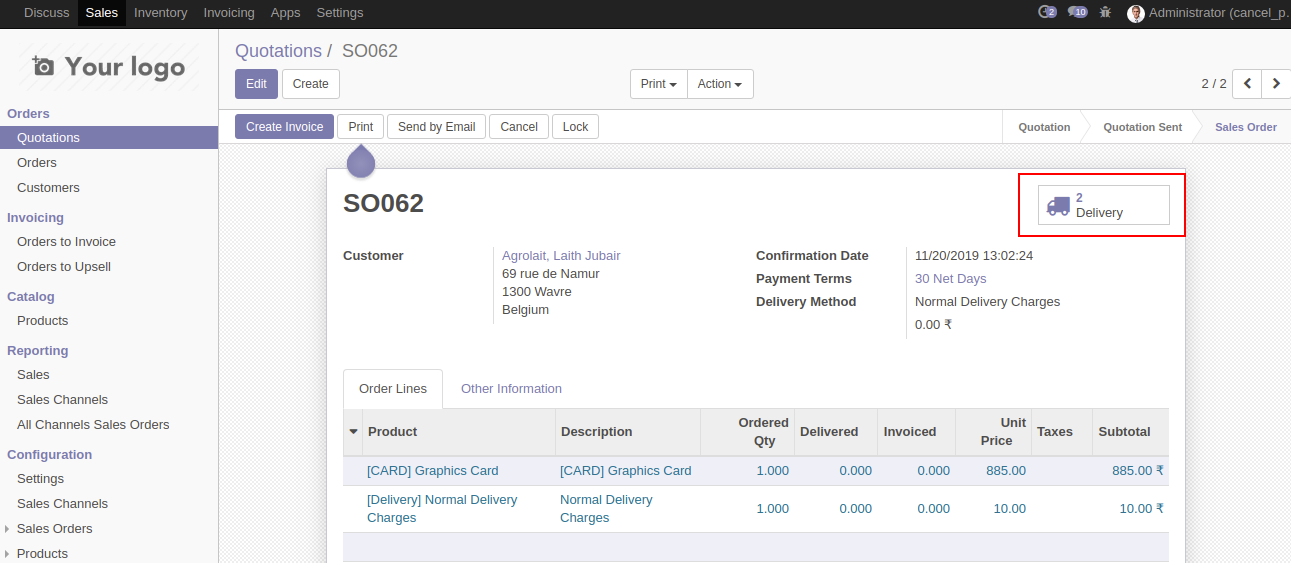 Discuss Sales Inventory Invoicing Apps Settings 2 10 Administrator (cancel_p.
Your logo
Quotations / SO062
Edit Create Print Action 2 / 2
Create Invoice Print Send by Email Cancel Lock Quotation Quotation Sent Sales Order
Orders
Quotations
Orders
Customers
Invoicing
Orders to Invoice
Orders to Upsell
Catalog
Products
Reporting
Sales
Sales Channels
All Channels Sales Orders
Configuration
Settings
Sales Channels
Sales Orders
Products
SO062
2
Delivery
Customer
Agrolait, Laith Jubair
69 rue de Namur
1300 Wavre
Belgium
Confirmation Date 11/20/2019 13:02:24
Payment Terms 30 Net Days
Delivery Method Normal Delivery Charges
0.00 ₹
Order Lines Other Information
Product Description Ordered Qty Delivered Invoiced Unit Price Taxes Subtotal
[CARD] Graphics Card [CARD] Graphics Card 1.000 0.000 0.000 885.00 885.00 ₹
[Delivery] Normal Delivery Charges Normal Delivery Charges 1.000 0.000 0.000 10.00 10.00 ₹